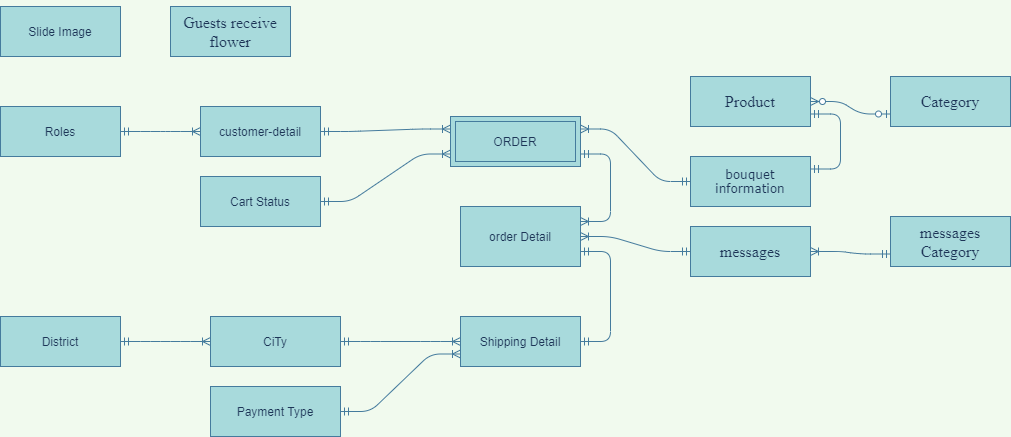 Slide Image
Guests receive
flower
Product
Category
Roles
customer-detail
ORDER
bouquet
information
Cart Status
order Detail
messages
messages
Category
District
CiTy
Shipping Detail
Payment Type